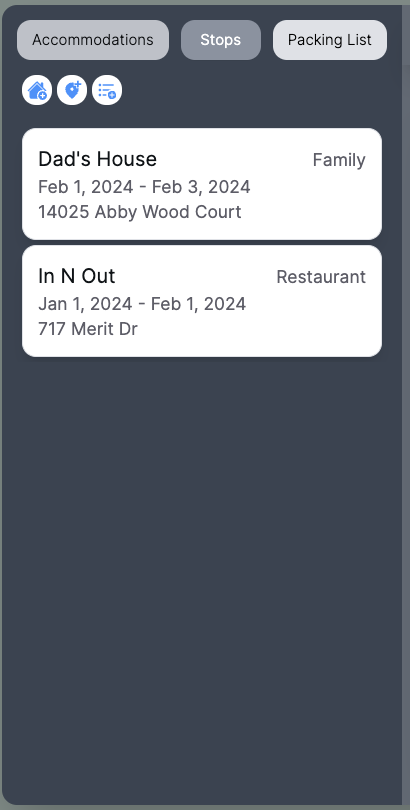 Accommodations Stops Packing List
Dad's House Family
Feb 1, 2024 - Feb 3, 2024
14025 Abby Wood Court
In N Out Restaurant
Jan 1, 2024 - Feb 1, 2024
717 Merit Dr